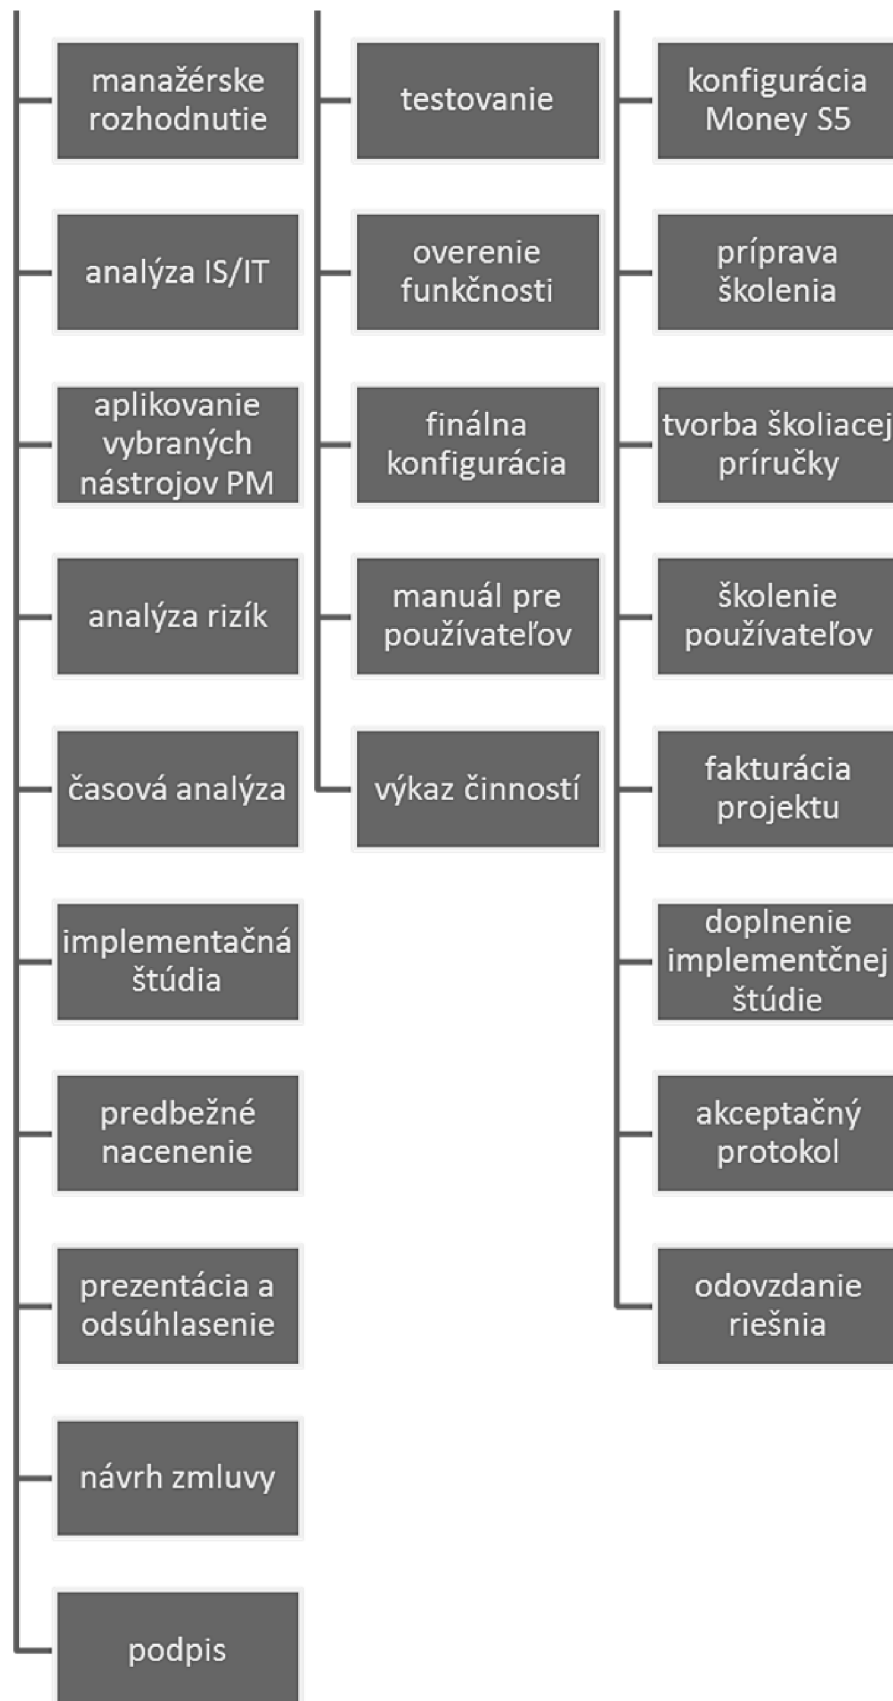 manažérske
rozhodnutie
analýza IS/IT
aplikovanie
vybraných
nástrojov PM
analýza rizík
časová analýza
implementačná
štúdia
predbežné
nacenenie
prezentácia a
odsúhlasenie
návrh zmluvy
podpis
testovanie
overenie
funkčnosti
finálna
konfigurácia
manuál pre
používateľov
výkaz činností
konfigurácia
Money S5
príprava
školenia
tvorba školiacej
príručky
školenie
používateľov
fakturácia
projektu
doplnenie
implementčnej
štúdie
akceptačný
protokol
odovzdanie
riešnia